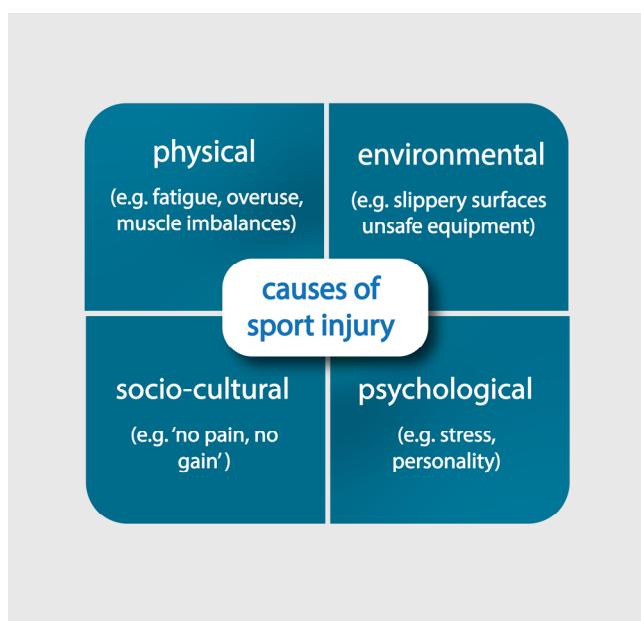 physical
(e.g. fatigue, overuse,
muscle imbalances)
environmental
(e.g. slippery surfaces
unsafe equipment)
causes of
sport injury
socio-cultural
(e.g. 'no pain, no
gain')
psychological
(e.g. stress,
personality)